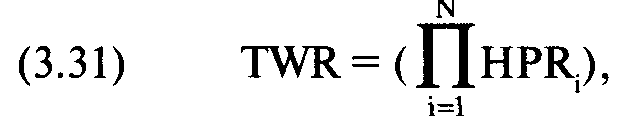 (3.31) TWR = ( ∏_{i=1}^{N} HPR_i ),